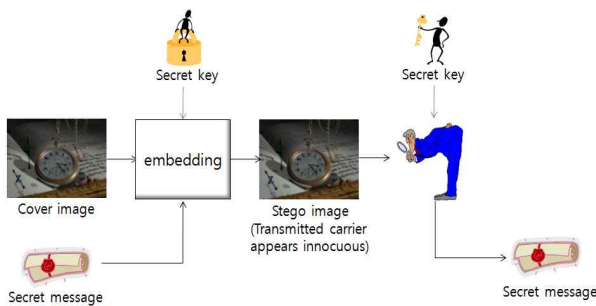 Secret key
Secret key
embedding
Cover image
Stego image
(Transmitted carrier
appears innocuous)
Secret message
Secret message